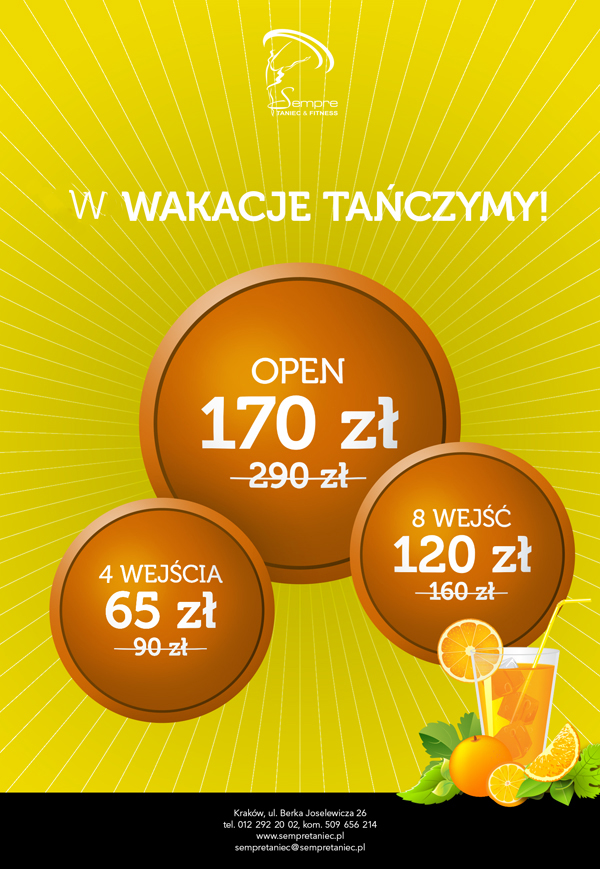 Sempre
TANIEC & FITNESS
W WAKACJE TAŃCZYMY!
OPEN
170 zł
290 zł
8 WEJŚĆ
120 zł
160 zł
4 WEJŚCIA
65 zł
90 zł
Kraków, ul. Berka Joselewicza 26
tel. 012 292 20 02, kom. 509 656 214
www.sempretaniec.pl
sempretaniec@sempretaniec.pl